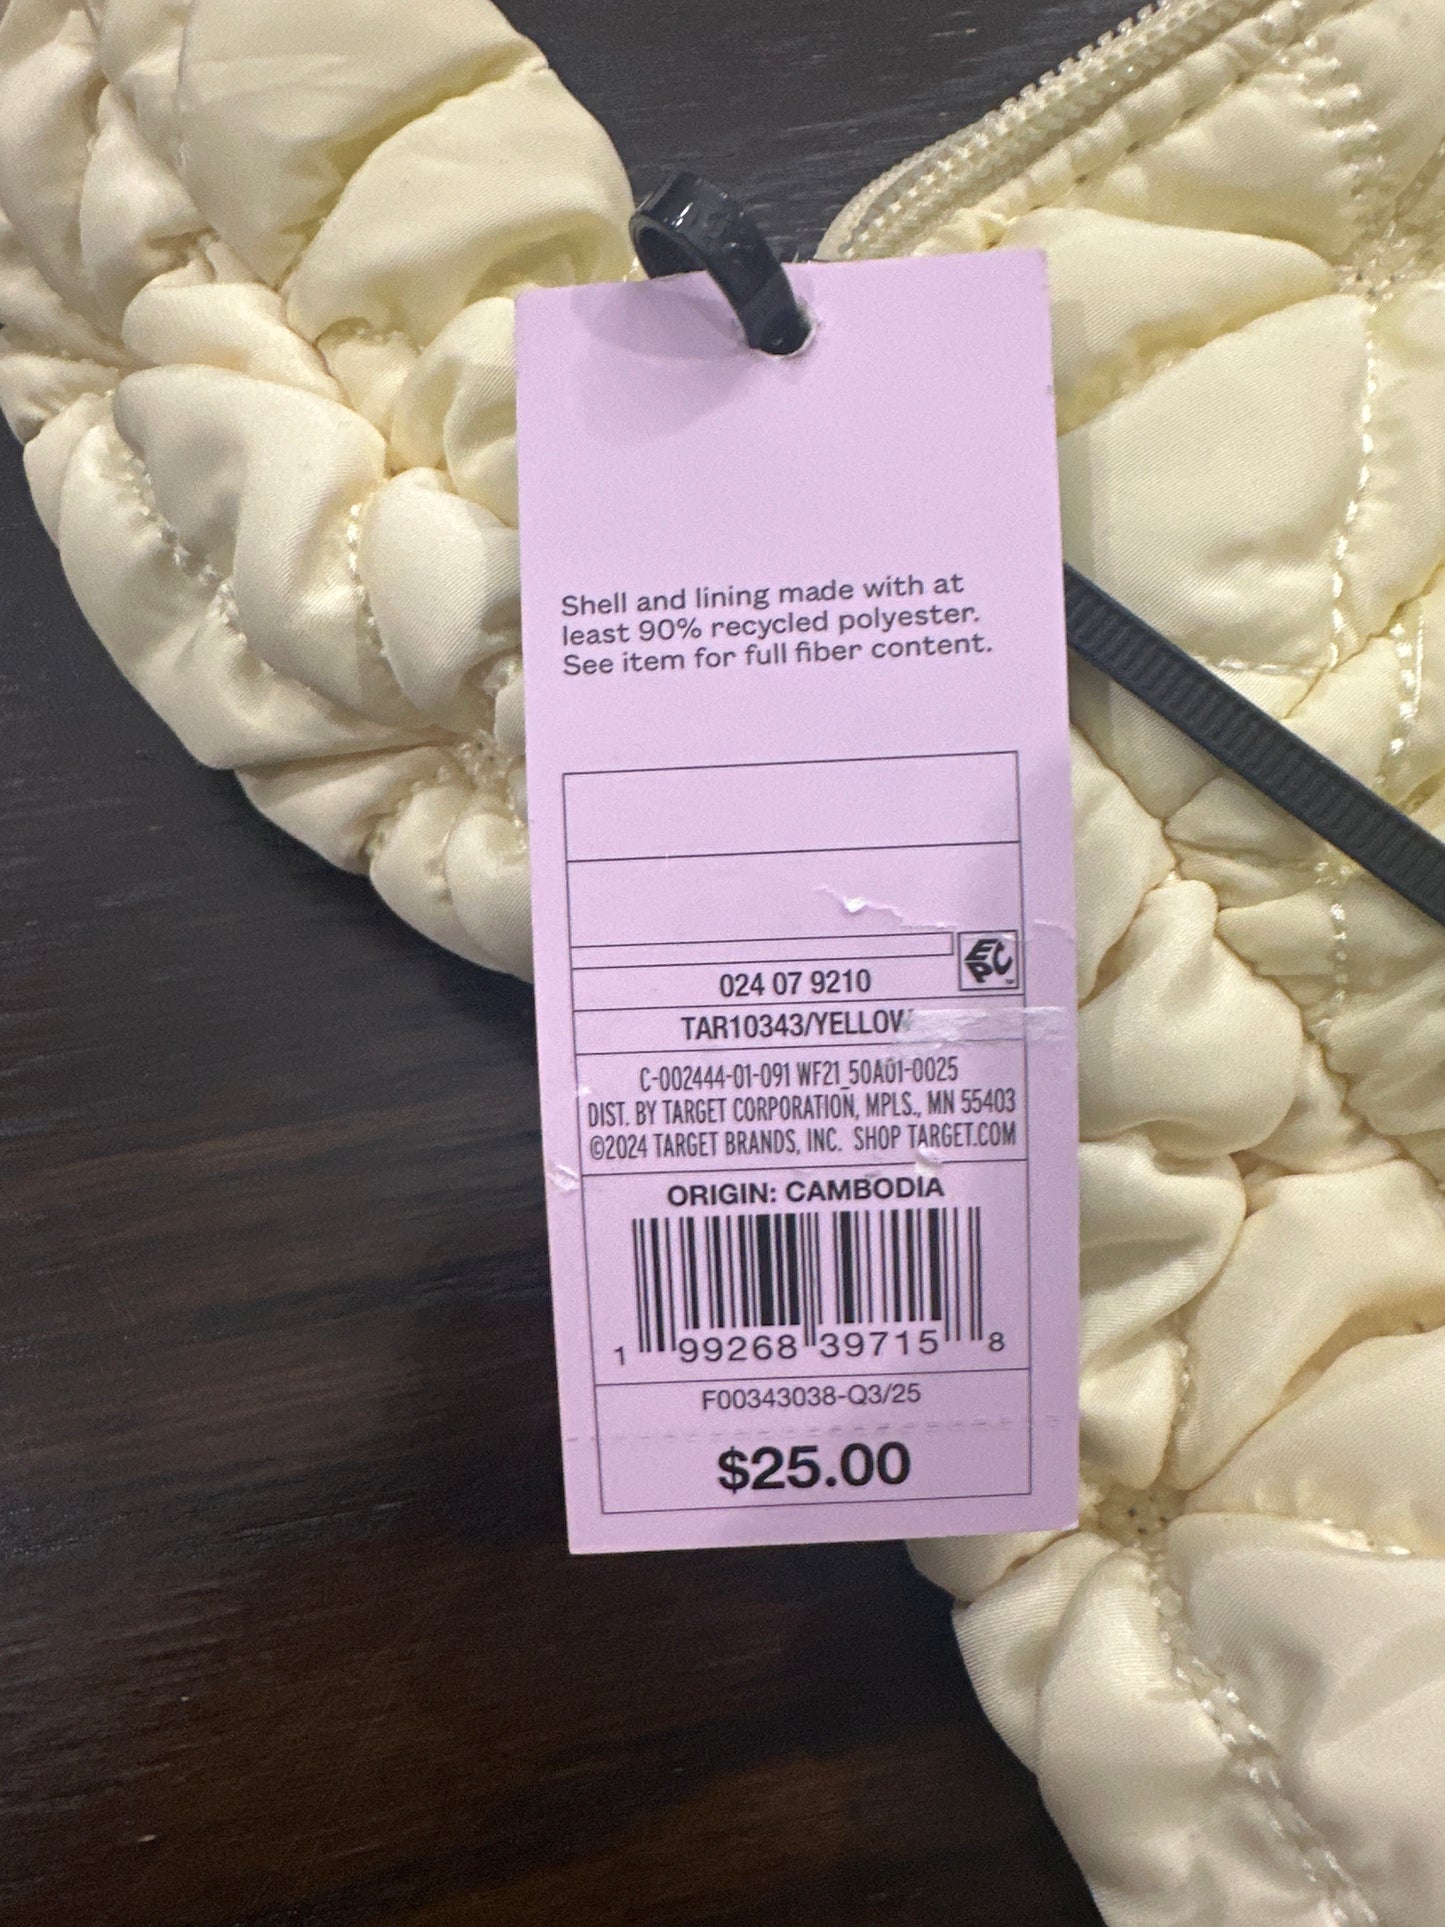 Shell and lining made with at
least 90% recycled polyester.
See item for full fiber content.
EPC
024 07 9210
TAR10343/YELLOW
C-002444-01-091 WF21_50A01-0025
DIST. BY TARGET CORPORATION, MPLS., MN 55403
©2024 TARGET BRANDS, INC. SHOP TARGET.COM
ORIGIN: CAMBODIA
1 99268 39715 8
F00343038-Q3/25
$25.00